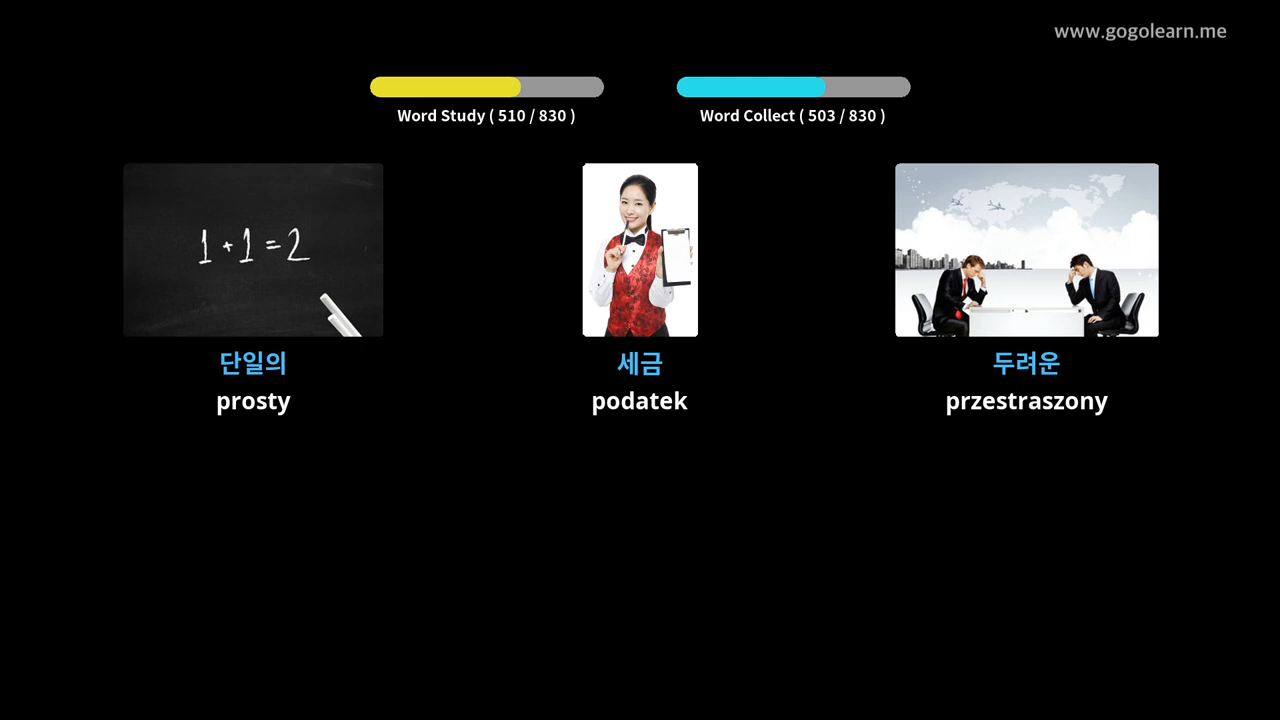 www.gogolearn.me
Word Study ( 510 / 830 )
Word Collect ( 503 / 830 )
1 + 1 = 2
단일의
세금
두려운
prosty
podatek
przestraszony